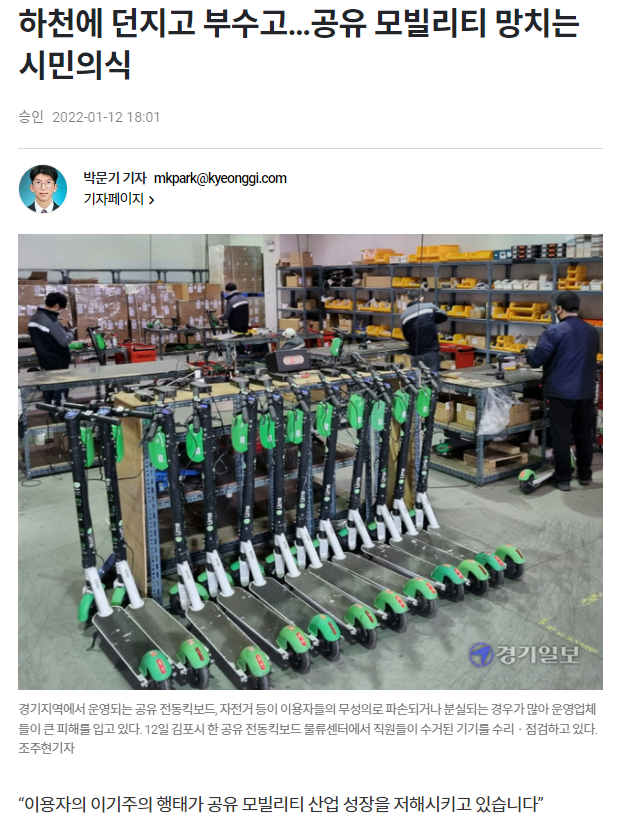 하천에 던지고 부수고...공유 모빌리티 망치는
시민의식
승인 2022-01-12 18:01
박문기 기자 mkpark@kyeonggi.com
기자페이지 >
Lime
경기일보
경기지역에서 운영되는 공유 전동킥보드, 자전거 등이 이용자들의 무성의로 파손되거나 분실되는 경우가 많아 운영업체
들이 큰 피해를 입고 있다. 12일 김포시 한 공유 전동킥보드 물류센터에서 직원들이 수거된 기기를 수리ㆍ점검하고 있다.
조주현기자
“이용자의 이기주의 행태가 공유 모빌리티 산업 성장을 저해시키고 있습니다”